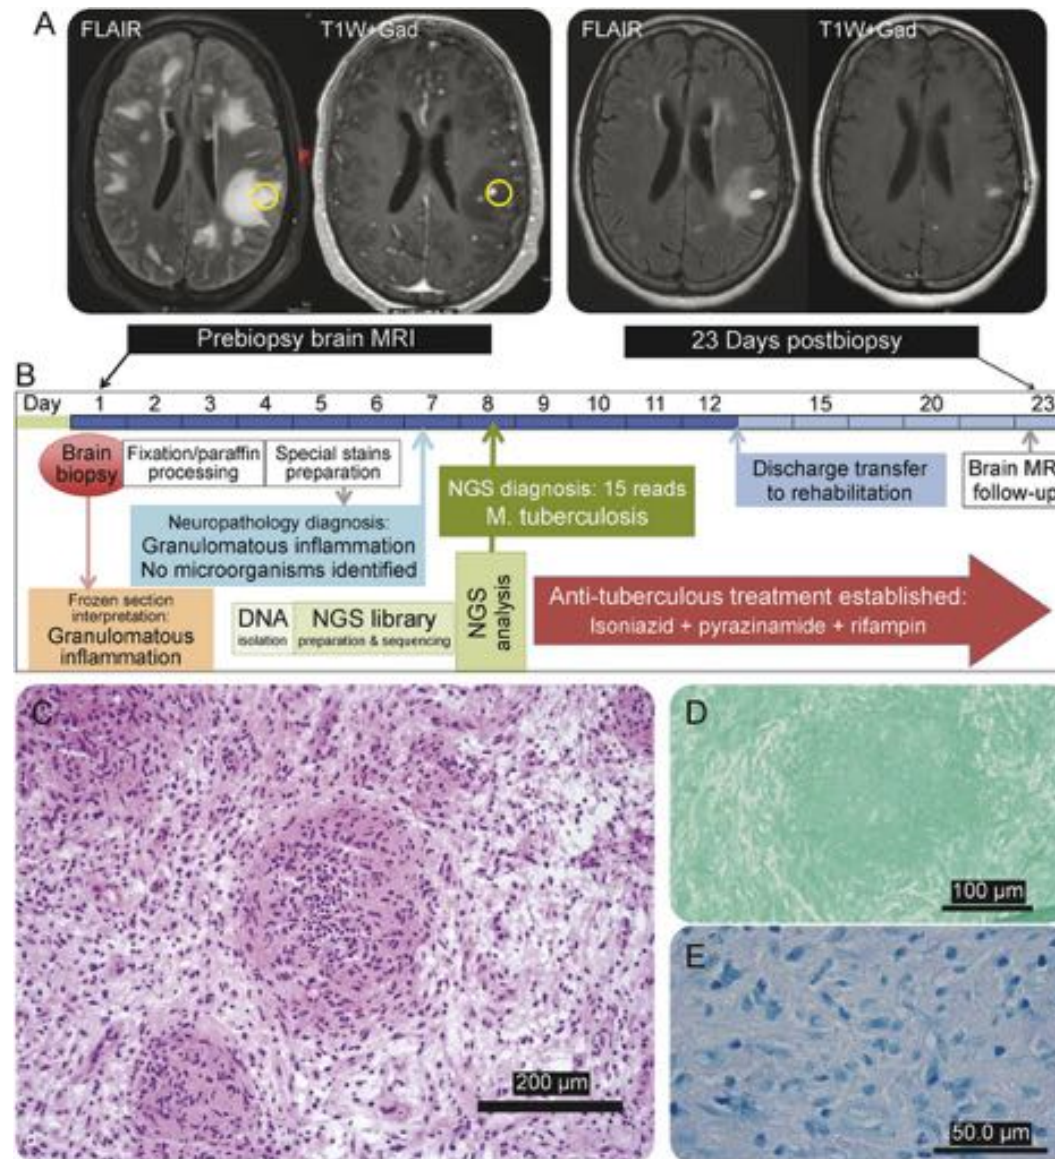 A
FLAIR
T1W+Gad
FLAIR
T1W+Gad
Prebiopsy brain MRI
23 Days postbiopsy
B
Day 1 2 3 4 5 6 7 8 9 10 11 12 15 20 23
Brain
biopsy
Fixation/paraffin
processing
Special stains
preparation
NGS diagnosis: 15 reads
M. tuberculosis
Discharge transfer
to rehabilitation
Brain MR
follow-up
Neuropathology diagnosis:
Granulomatous inflammation
No microorganisms identified
Frozen section
interpretation:
Granulomatous
inflammation
DNA
isolation
NGS library
preparation & sequencing
NGS
analysis
Anti-tuberculous treatment established:
Isoniazid + pyrazinamide + rifampin
C
200 µm
D
100 µm
E
50.0 µm